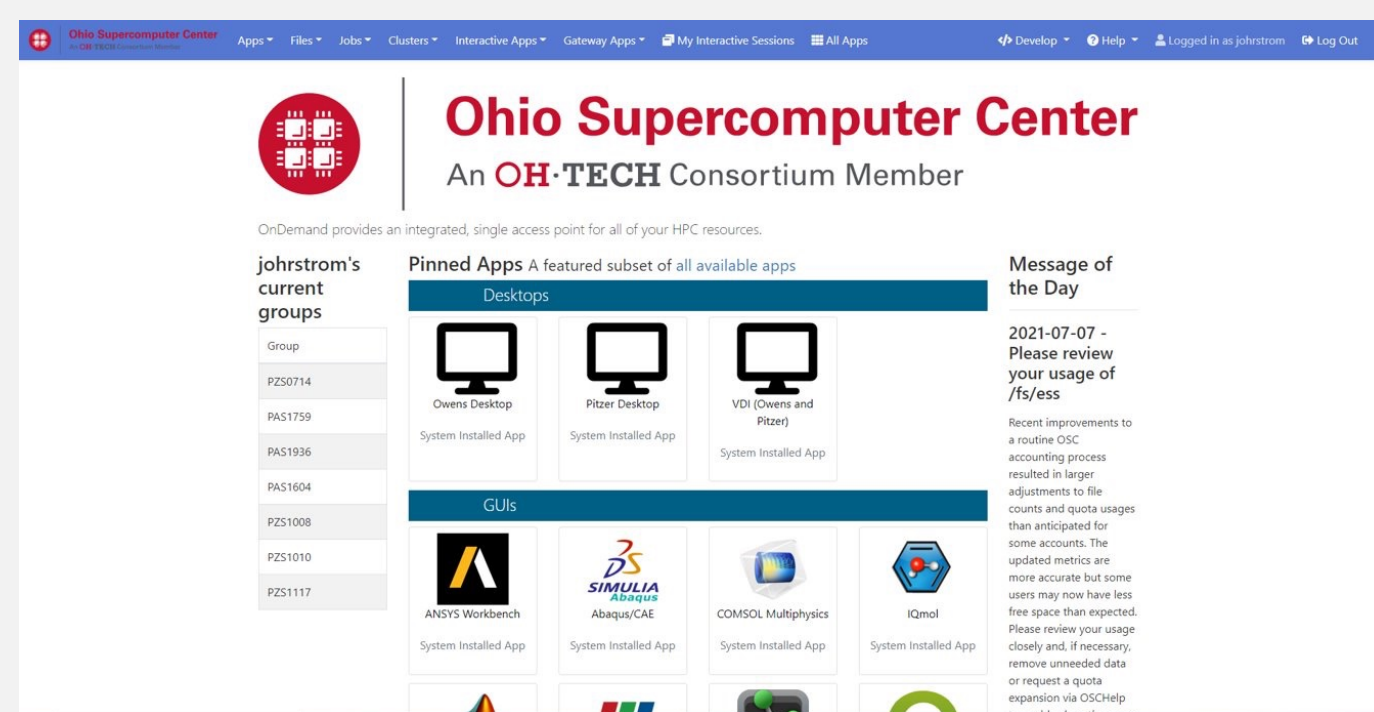 Ohio Supercomputer Center
An OH·TECH Consortium Member
Apps Files Jobs Clusters Interactive Apps Gateway Apps My Interactive Sessions All Apps Develop Help Logged in as johrstrom Log Out
Ohio Supercomputer Center
An OH·TECH Consortium Member
OnDemand provides an integrated, single access point for all of your HPC resources.
johrstrom's
current
groups
Group
PZS0714
PAS1759
PAS1936
PAS1604
PZS1008
PZS1010
PZS1117
Pinned Apps A featured subset of all available apps
Desktops
Owens Desktop
System Installed App
Pitzer Desktop
System Installed App
VDI (Owens and
Pitzer)
System Installed App
GUIs
ANSYS Workbench
System Installed App
SIMULIA
Abaqus
Abaqus/CAE
System Installed App
COMSOL Multiphysics
System Installed App
IQmol
System Installed App
Message of
the Day
2021-07-07 -
Please review
your usage of
/fs/ess
Recent improvements to
a routine OSC
accounting process
resulted in larger
adjustments to file
counts and quota usages
than anticipated for
some accounts. The
updated metrics are
more accurate but some
users may now have less
free space than expected.
Please review your usage
closely and, if necessary,
remove unneeded data
or request a quota
expansion via OSCHelp